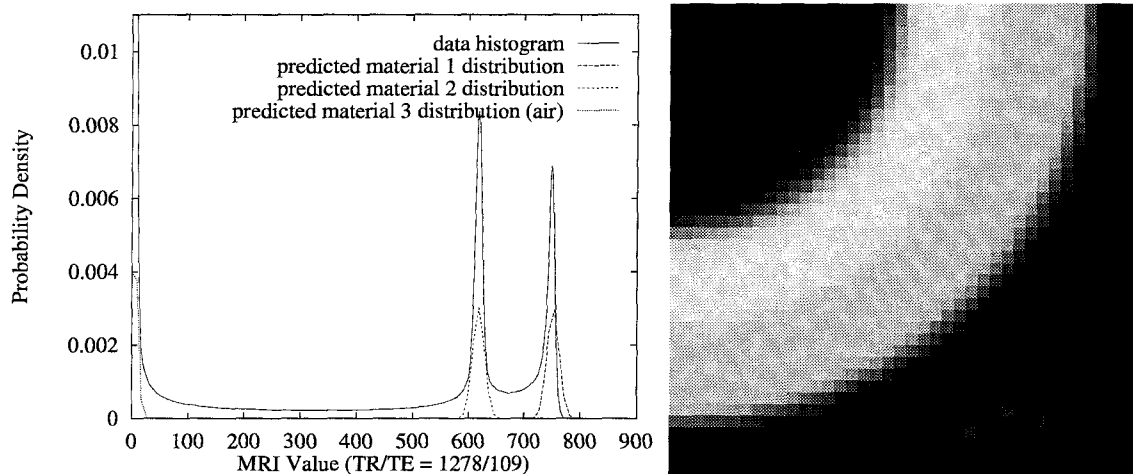 0.01
0.008
0.006
0.004
0.002
0
Probability Density
data histogram
predicted material 1 distribution
predicted material 2 distribution
predicted material 3 distribution (air)
0 100 200 300 400 500 600 700 800 900
MRI Value (TR/TE = 1278/109)